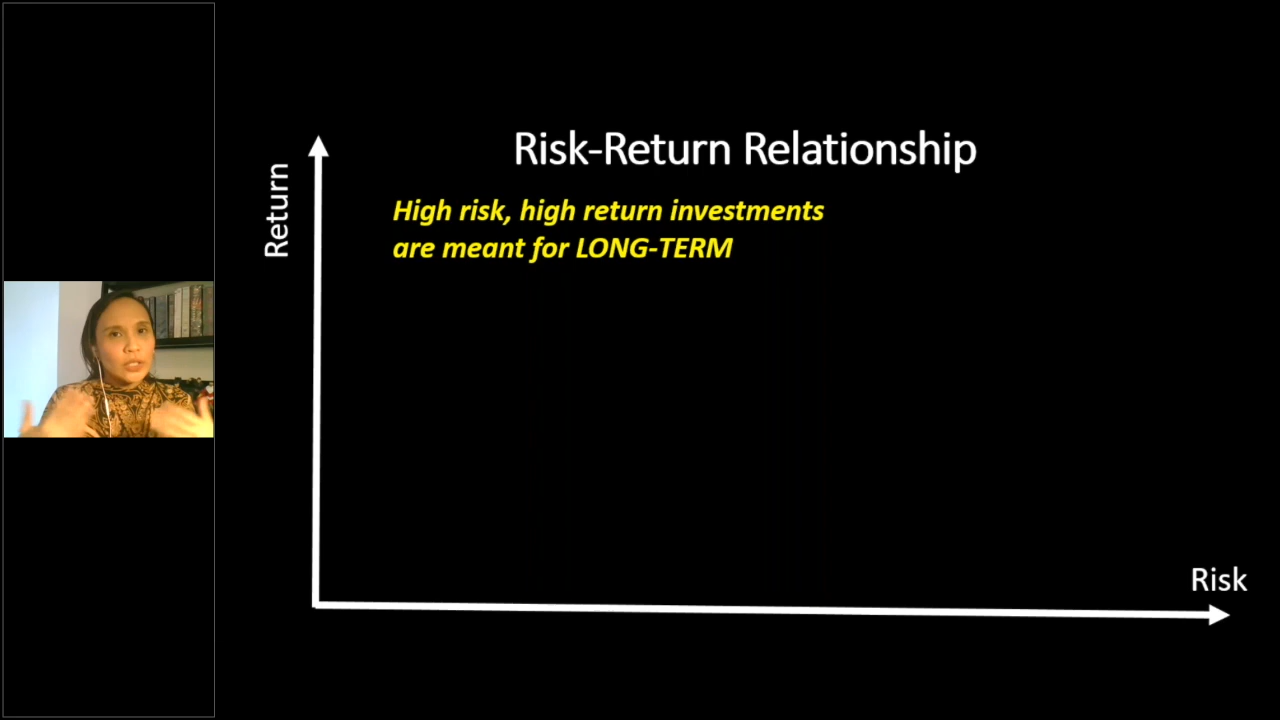 Risk-Return Relationship
Return
High risk, high return investments
are meant for LONG-TERM
Risk